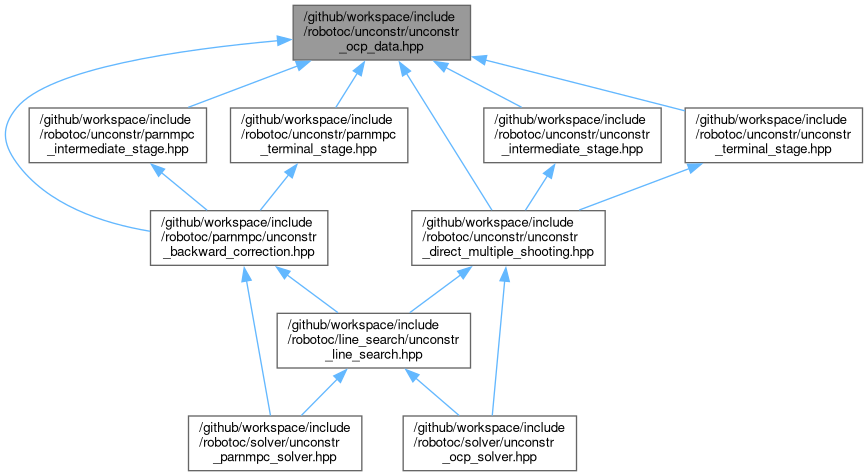 /github/workspace/include
/robotoc/unconstr/unconstr
_ocp_data.hpp
/github/workspace/include
/robotoc/unconstr/parnmpc
_intermediate_stage.hpp
/github/workspace/include
/robotoc/unconstr/parnmpc
_terminal_stage.hpp
/github/workspace/include
/robotoc/unconstr/unconstr
_intermediate_stage.hpp
/github/workspace/include
/robotoc/unconstr/unconstr
_terminal_stage.hpp
/github/workspace/include
/robotoc/parnmpc/unconstr
_backward_correction.hpp
/github/workspace/include
/robotoc/unconstr/unconstr
_direct_multiple_shooting.hpp
/github/workspace/include
/robotoc/line_search/unconstr
_line_search.hpp
/github/workspace/include
/robotoc/solver/unconstr
_parnmpc_solver.hpp
/github/workspace/include
/robotoc/solver/unconstr
_ocp_solver.hpp